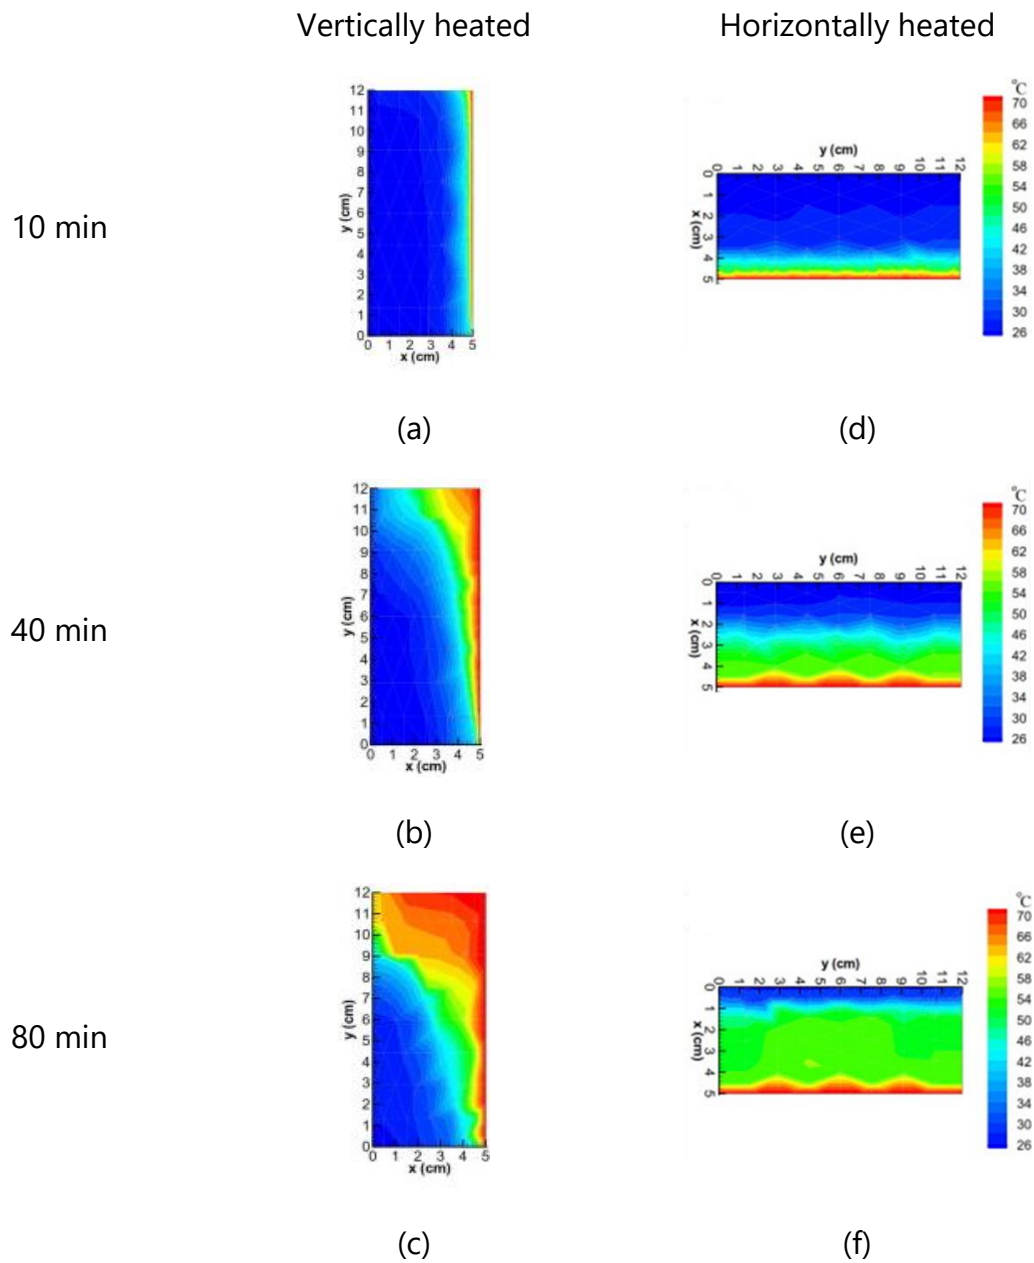 Vertically heated
Horizontally heated
10 min
12
11
10
9
8
7
6
5
4
3
2
1
0
y (cm)
0 1 2 3 4 5
x (cm)
(a)
y (cm)
0 1 2 3 4 5 6 7 8 9 10 11 12
0
1
2
3
4
5
x (cm)
°C
70
66
62
58
54
50
46
42
38
34
30
26
(d)
40 min
12
11
10
9
8
7
6
5
4
3
2
1
0
y (cm)
0 1 2 3 4 5
x (cm)
(b)
y (cm)
0 1 2 3 4 5 6 7 8 9 10 11 12
0
1
2
3
4
5
x (cm)
°C
70
66
62
58
54
50
46
42
38
34
30
26
(e)
80 min
12
11
10
9
8
7
6
5
4
3
2
1
0
y (cm)
0 1 2 3 4 5
x (cm)
(c)
y (cm)
0 1 2 3 4 5 6 7 8 9 10 11 12
0
1
2
3
4
5
x (cm)
°C
70
66
62
58
54
50
46
42
38
34
30
26
(f)